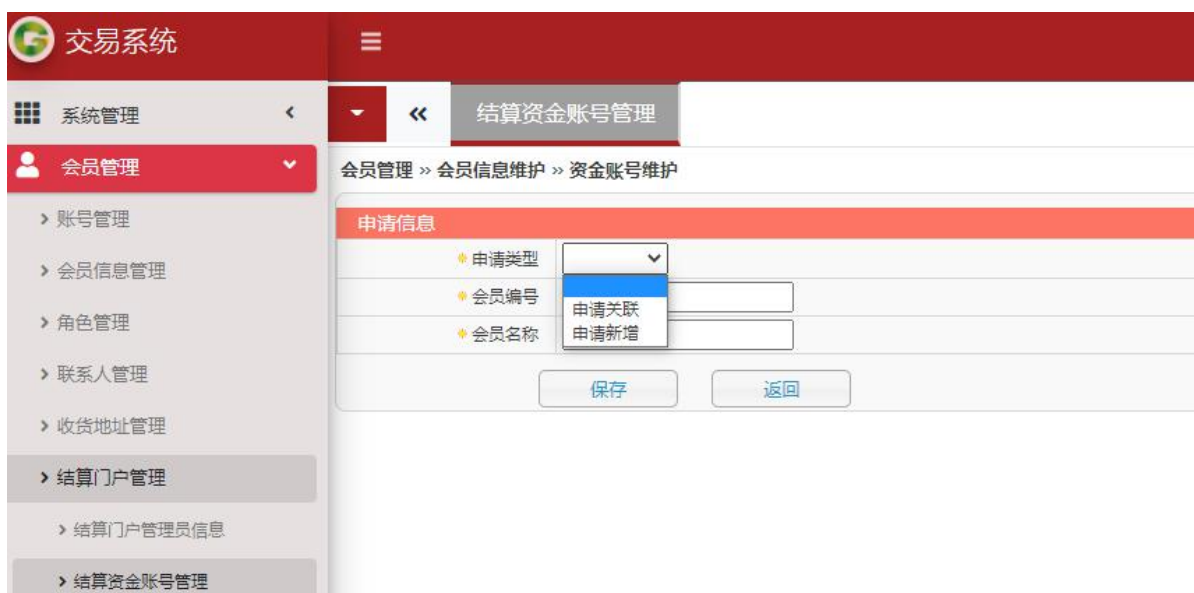 交易系统
系统管理
会员管理
账号管理
会员信息管理
角色管理
联系人管理
收货地址管理
结算门户管理
结算门户管理员信息
结算资金账号管理
结算资金账号管理
会员管理 » 会员信息维护 » 资金账号维护
申请信息
申请类型
申请关联
申请新增
会员编号
会员名称
保存 返回